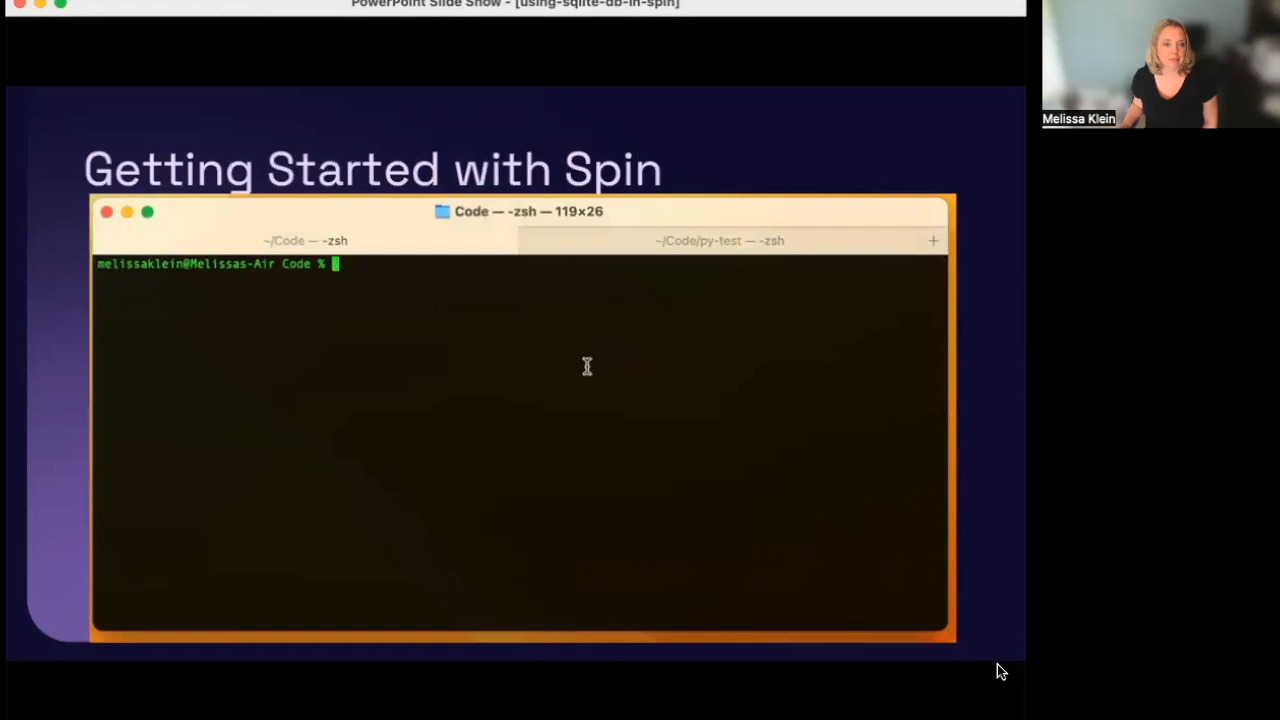 PowerPoint Slide Show - [using-sqlite-db-in-spin]
Melissa Klein
Getting Started with Spin
Code — -zsh — 119×26
~/Code — -zsh
~/Code/py-test — -zsh
+
melissaklein@Melissas-Air Code %